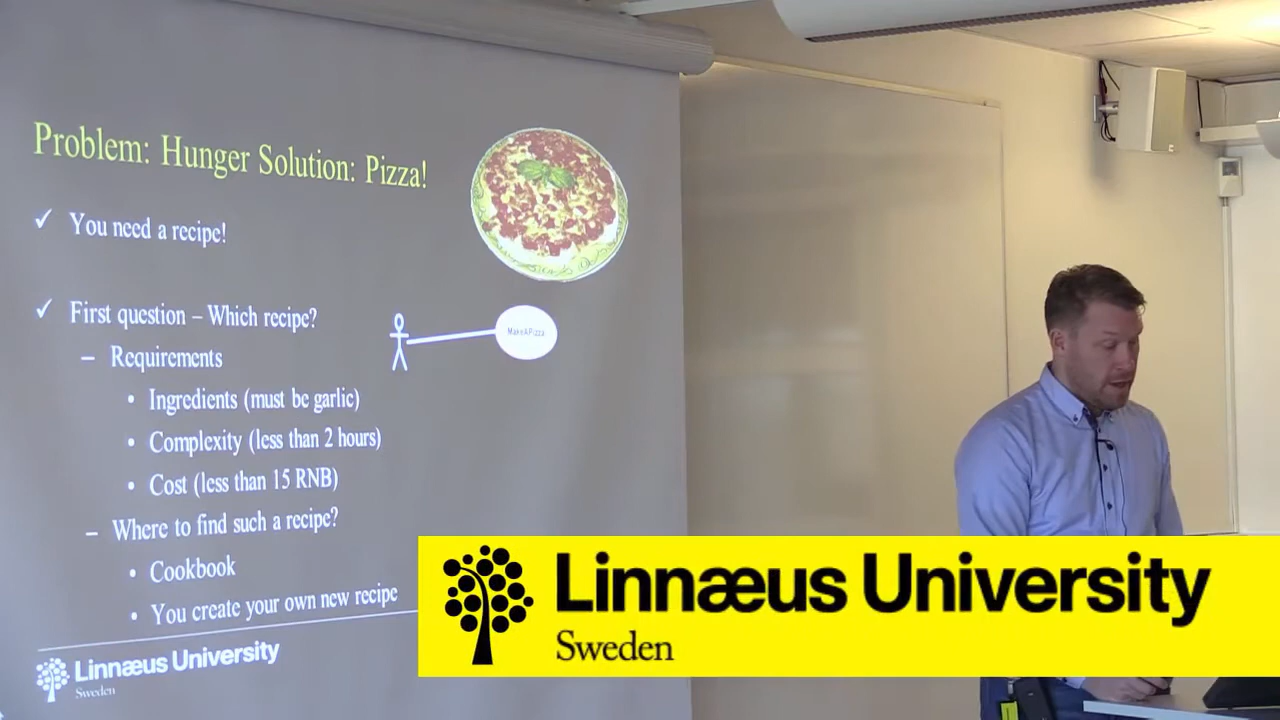 Problem: Hunger Solution: Pizza!
✓ You need a recipe!
✓ First question – Which recipe?
MakeAPizza
– Requirements
• Ingredients (must be garlic)
• Complexity (less than 2 hours)
• Cost (less than 15 RNB)
– Where to find such a recipe?
• Cookbook
• You create your own new recipe
Linnæus University
Sweden
Linnæus University
Sweden